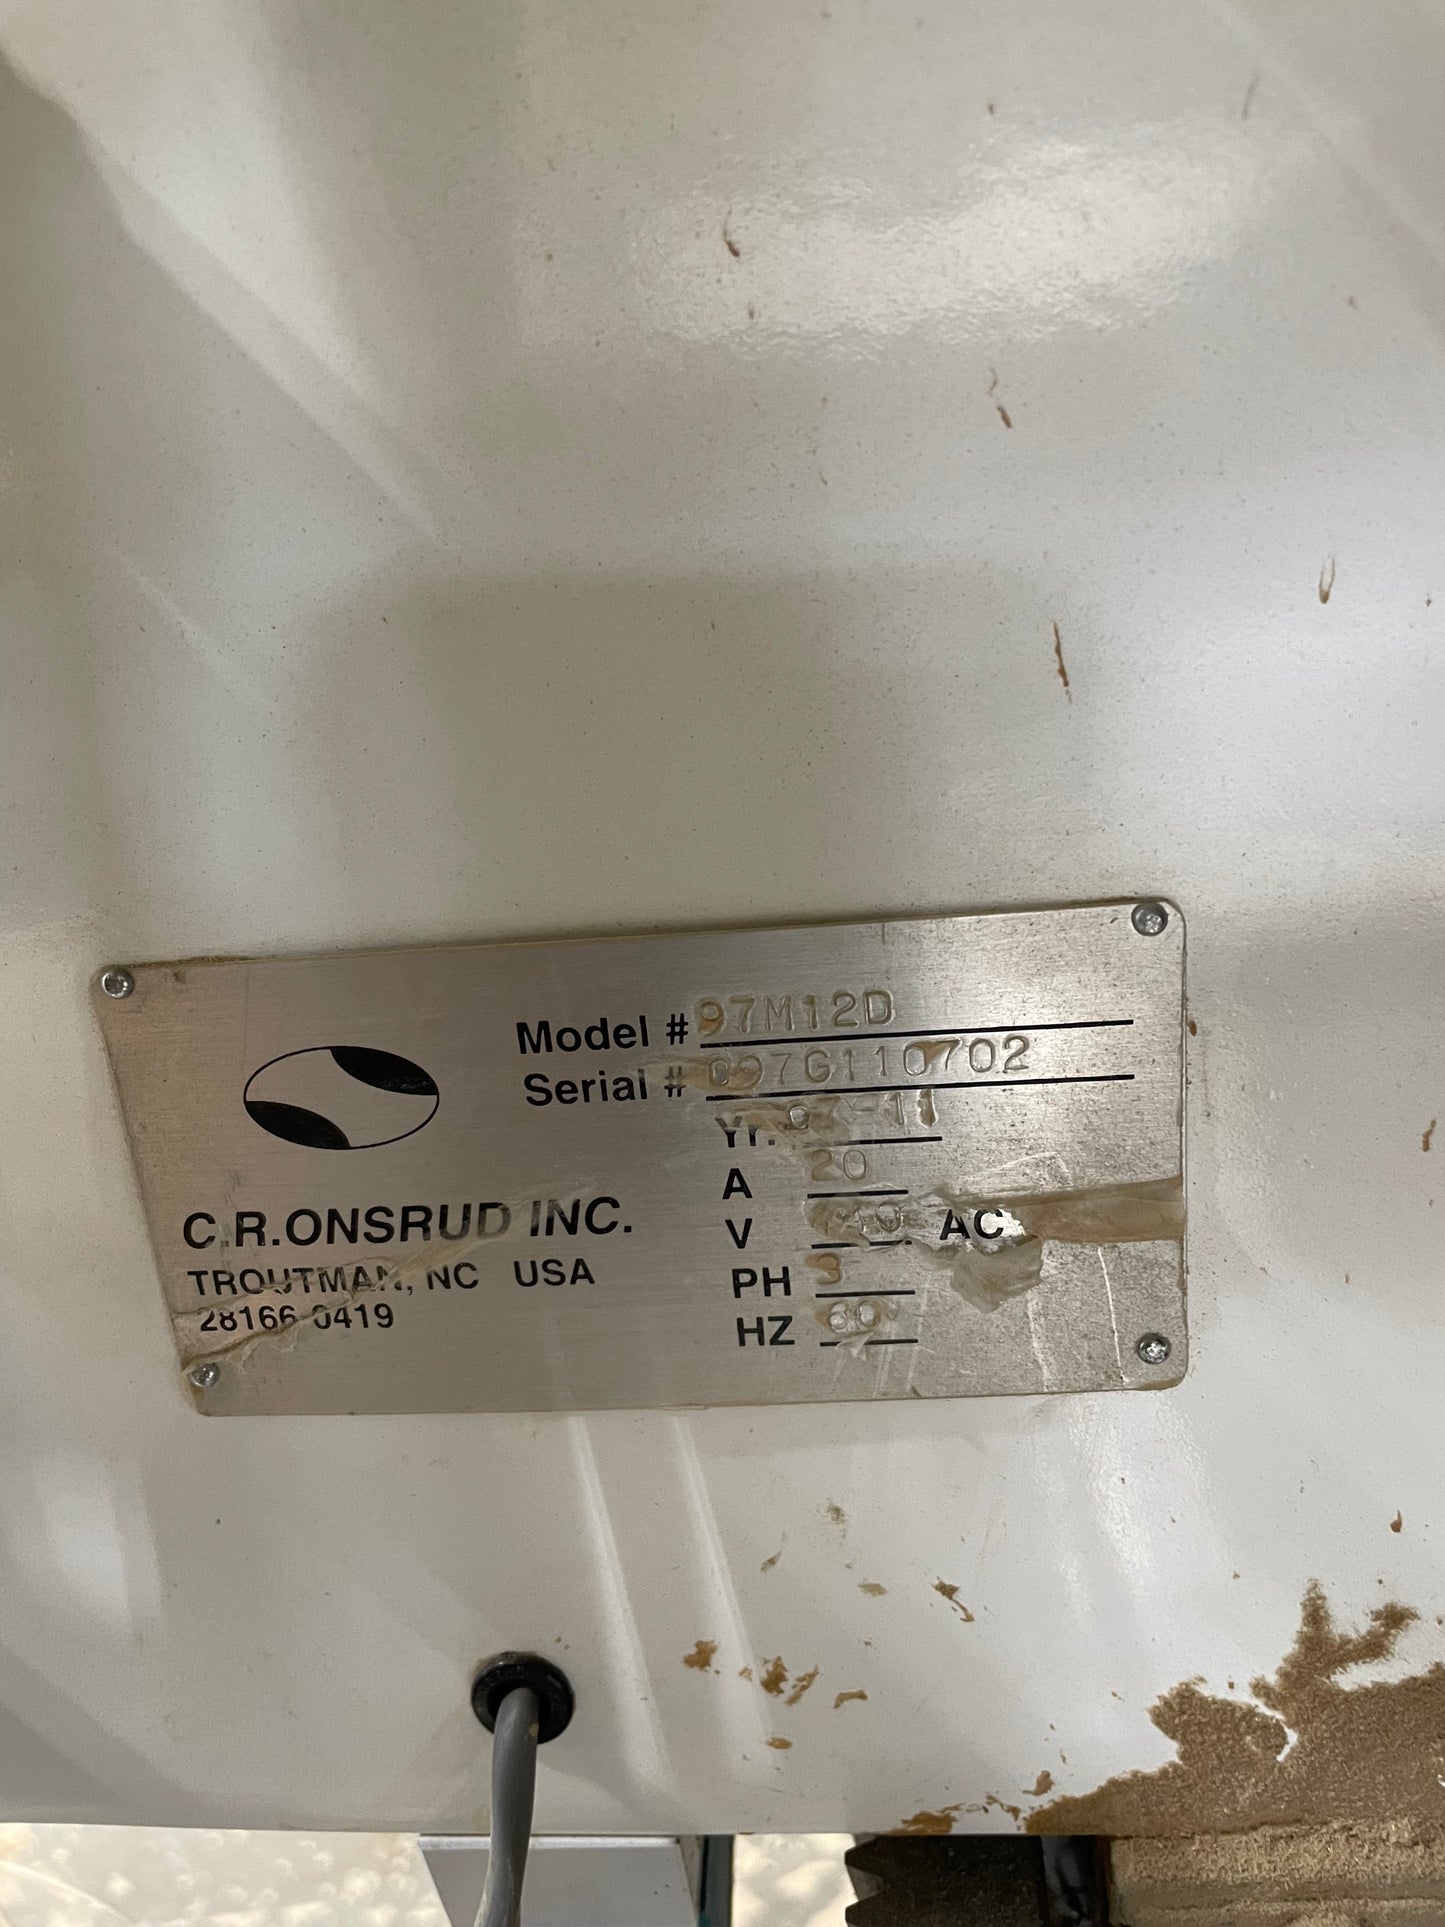 Model # 97M12D
Serial # 097G110702
Yr. 97-11
A 20
V AC
PH 3
HZ 60
C.R.ONSRUD INC.
TROUTMAN, NC USA
28166-0419